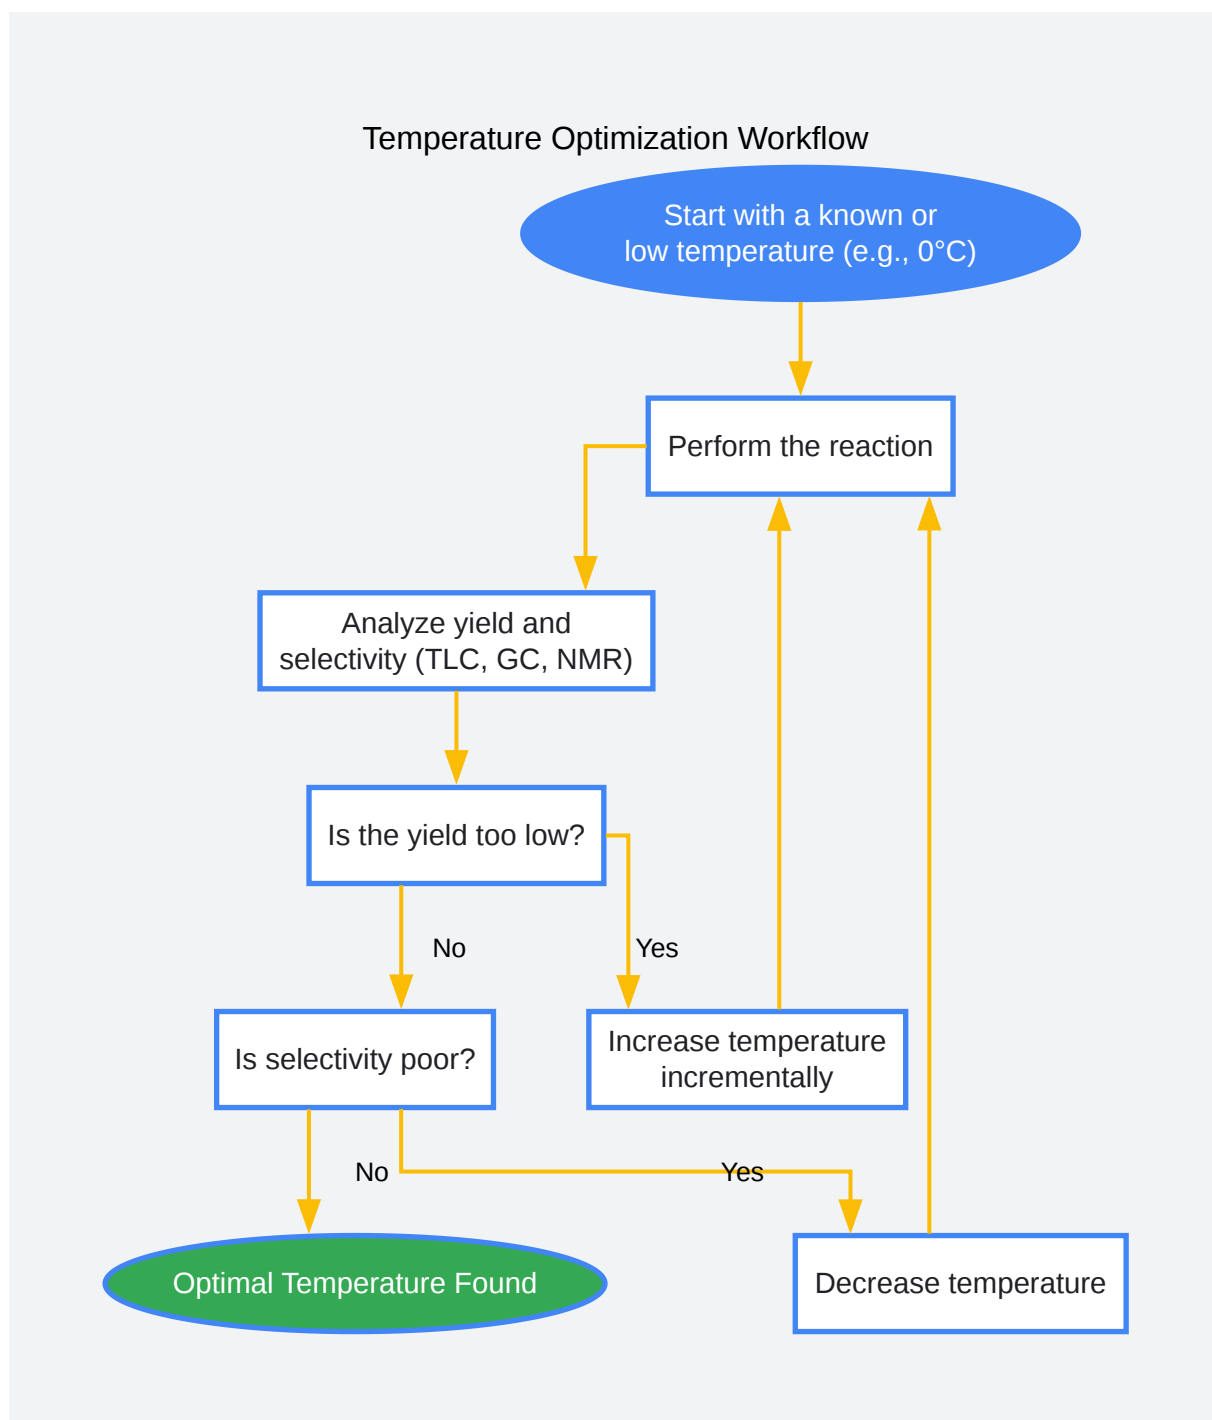 Temperature Optimization Workflow
Start with a known or
low temperature (e.g., 0°C)
Perform the reaction
Analyze yield and
selectivity (TLC, GC, NMR)
Is the yield too low?
No
Yes
Is selectivity poor?
Increase temperature
incrementally
No
Yes
Optimal Temperature Found
Decrease temperature